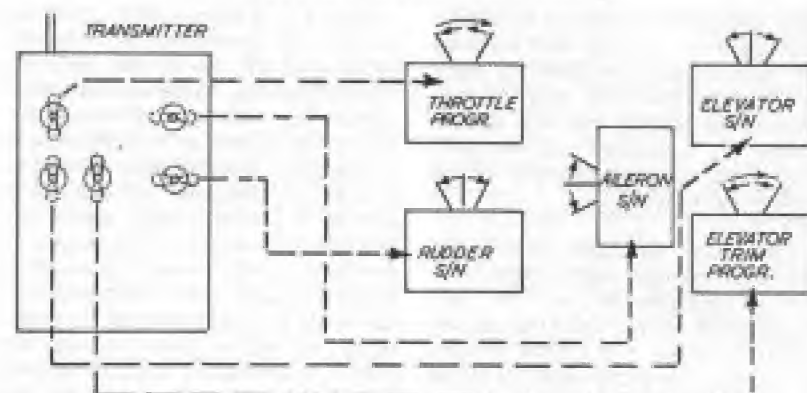 TRANSMITTER
THROTTLE
PROGR.
ELEVATOR
S/N
AILERON
S/N
RUDDER
S/N
ELEVATOR
TRIM
PROGR.